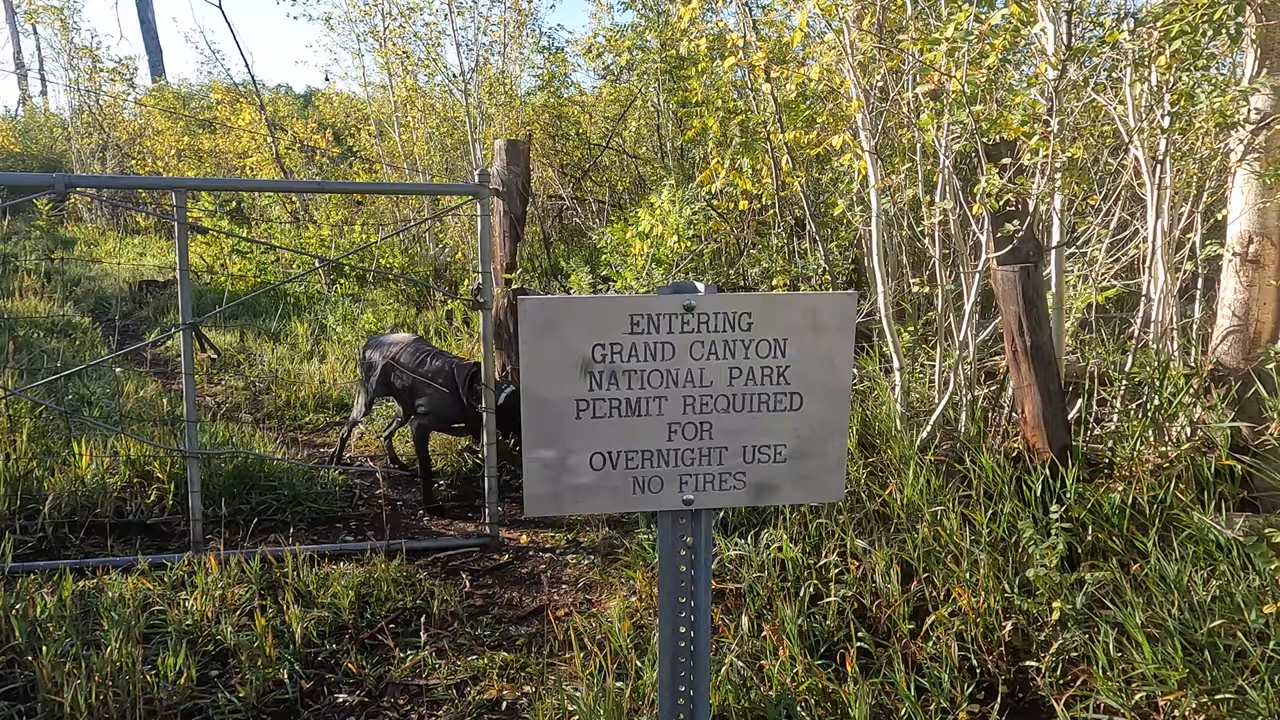 ENTERING
GRAND CANYON
NATIONAL PARK
PERMIT REQUIRED
FOR
OVERNIGHT USE
NO FIRES